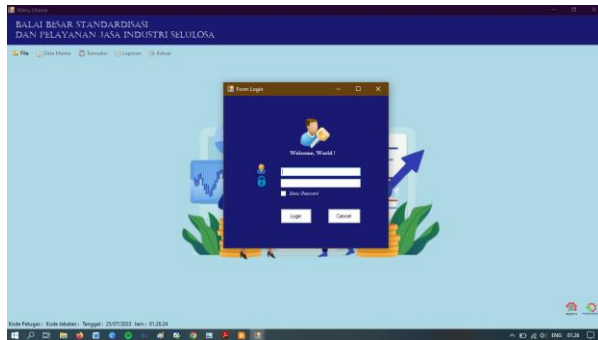 Menu Utama
BALAI BESAR STANDARDISASI
DAN PELAYANAN JASA INDUSTRI SELULOSA
File Data Master Transaksi Laporan Keluar
Form Login
Welcome, World !
Show Password
Login Cancel
Kode Petugas : Kode Jabatan : Tanggal : 25/07/2023 Jam : 01.26.24
ENG 01.26